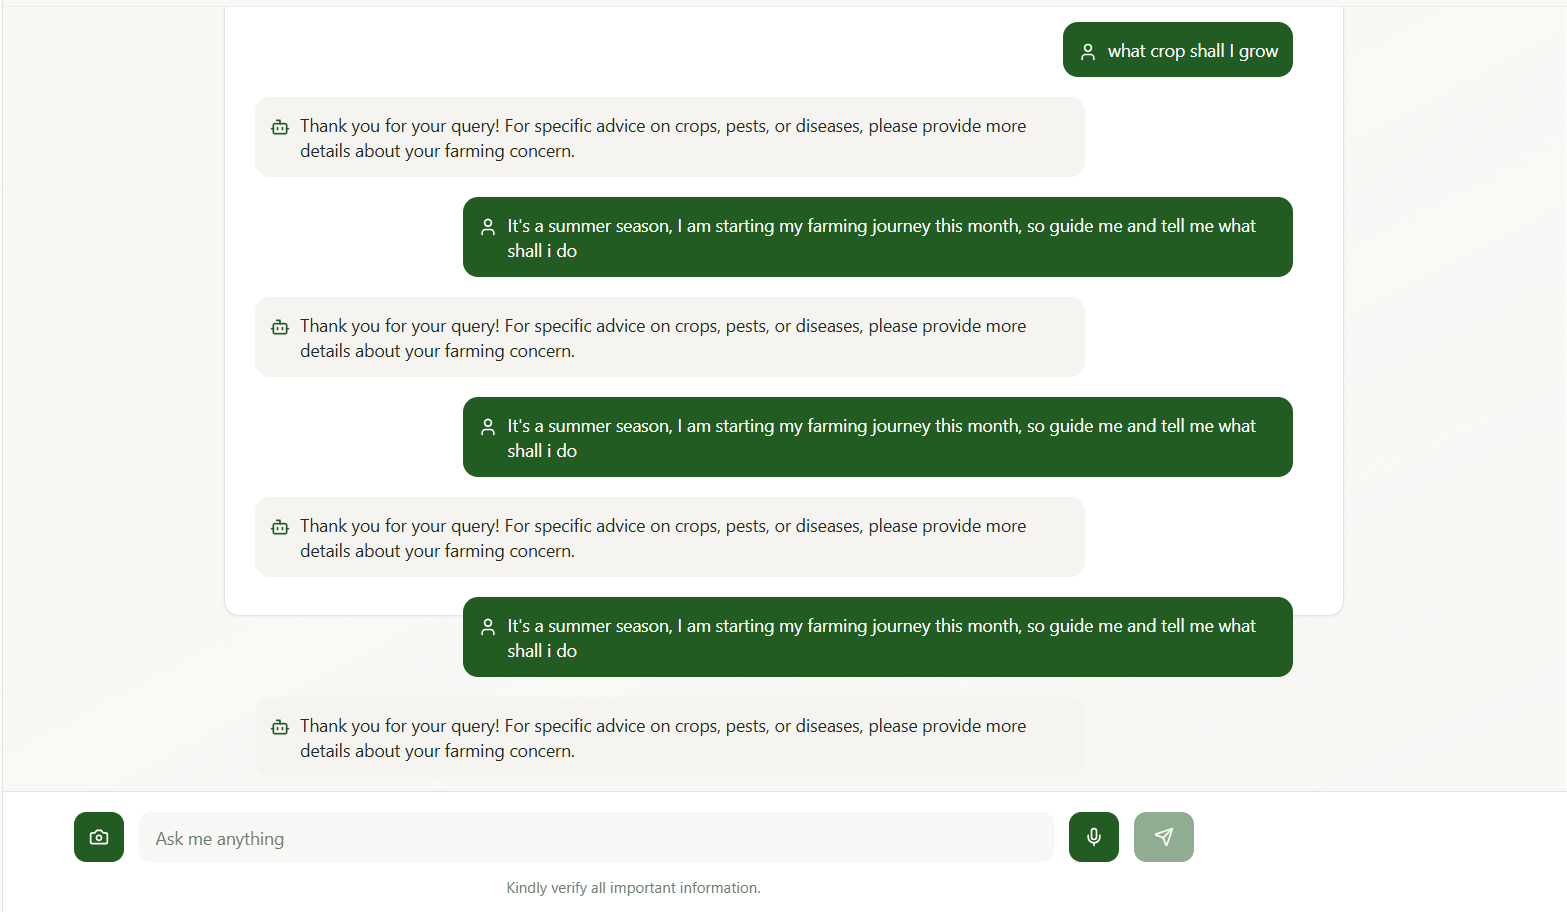 what crop shall I grow
Thank you for your query! For specific advice on crops, pests, or diseases, please provide more
details about your farming concern.
It's a summer season, I am starting my farming journey this month, so guide me and tell me what
shall i do
Thank you for your query! For specific advice on crops, pests, or diseases, please provide more
details about your farming concern.
It's a summer season, I am starting my farming journey this month, so guide me and tell me what
shall i do
Thank you for your query! For specific advice on crops, pests, or diseases, please provide more
details about your farming concern.
It's a summer season, I am starting my farming journey this month, so guide me and tell me what
shall i do
Thank you for your query! For specific advice on crops, pests, or diseases, please provide more
details about your farming concern.
Ask me anything
Kindly verify all important information.